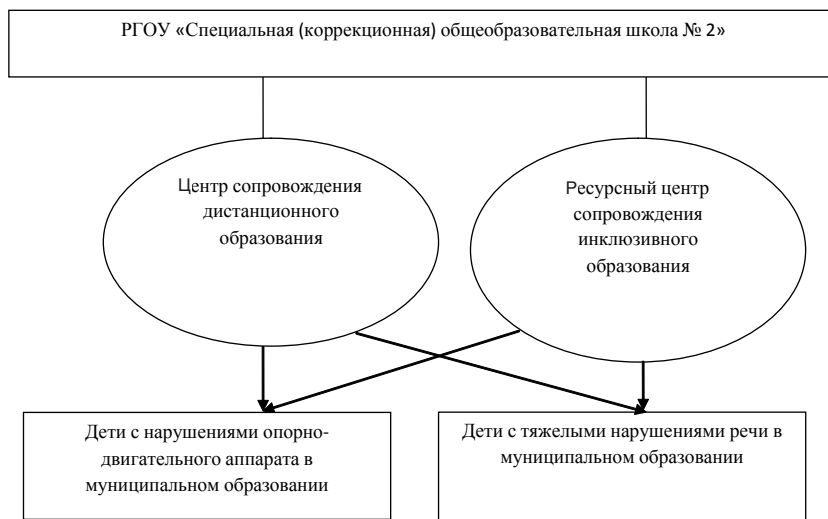 РГОУ «Специальная (коррекционная) общеобразовательная школа № 2»
Центр сопровождения
дистанционного
образования
Ресурсный центр
сопровождения
инклюзивного
образования
Дети с нарушениями опорно-
двигательного аппарата в
муниципальном образовании
Дети с тяжелыми нарушениями речи в
муниципальном образовании